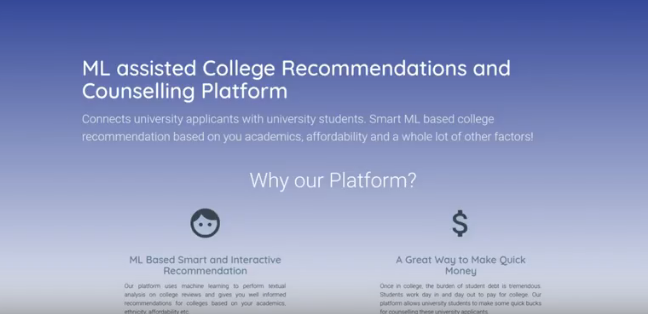 ML assisted College Recommendations and
Counselling Platform
Connects university applicants with university students. Smart ML based college
recommendation based on you academics, affordability and a whole lot of other factors!
Why our Platform?
ML Based Smart and Interactive
Recommendation
Our platform uses machine learning to perform textual
analysis on college reviews and gives you well informed
recommendations for colleges based on your academics,
ethnicity, affordability etc
A Great Way to Make Quick
Money
Once in college, the burden of student debt is tremendous
Students work day in and day out to pay for college. Our
platform allows university students to make some quick bucks
for counselling these university applicants